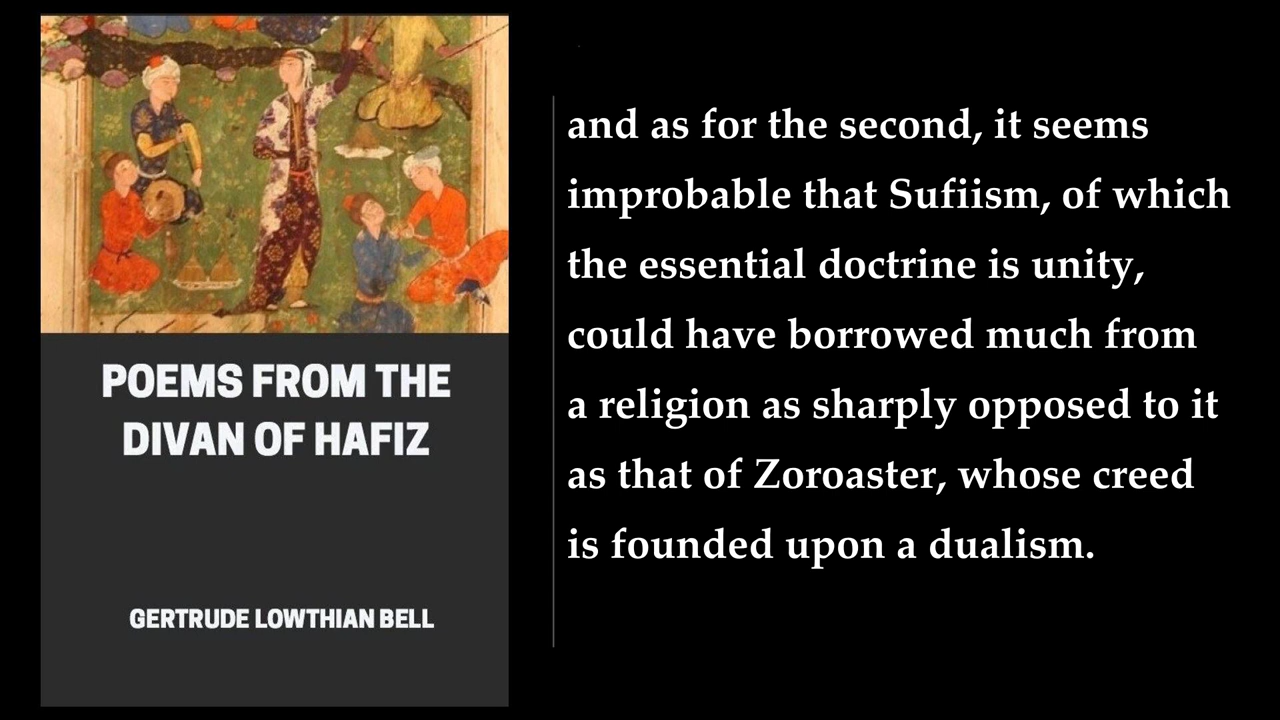 POEMS FROM THE
DIVAN OF HAFIZ
GERTRUDE LOWTHIAN BELL
and as for the second, it seems
improbable that Sufiism, of which
the essential doctrine is unity,
could have borrowed much from
a religion as sharply opposed to it
as that of Zoroaster, whose creed
is founded upon a dualism.